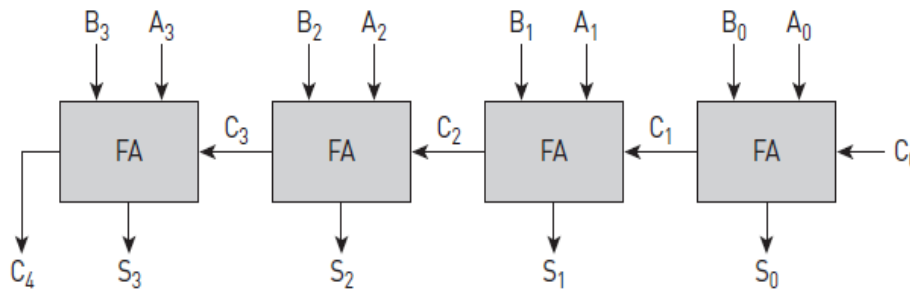 B₃ A₃ B₂ A₂ B₁ A₁ B₀ A₀
FA C₃ FA C₂ FA C₁ FA C
C₄ S₃ S₂ S₁ S₀